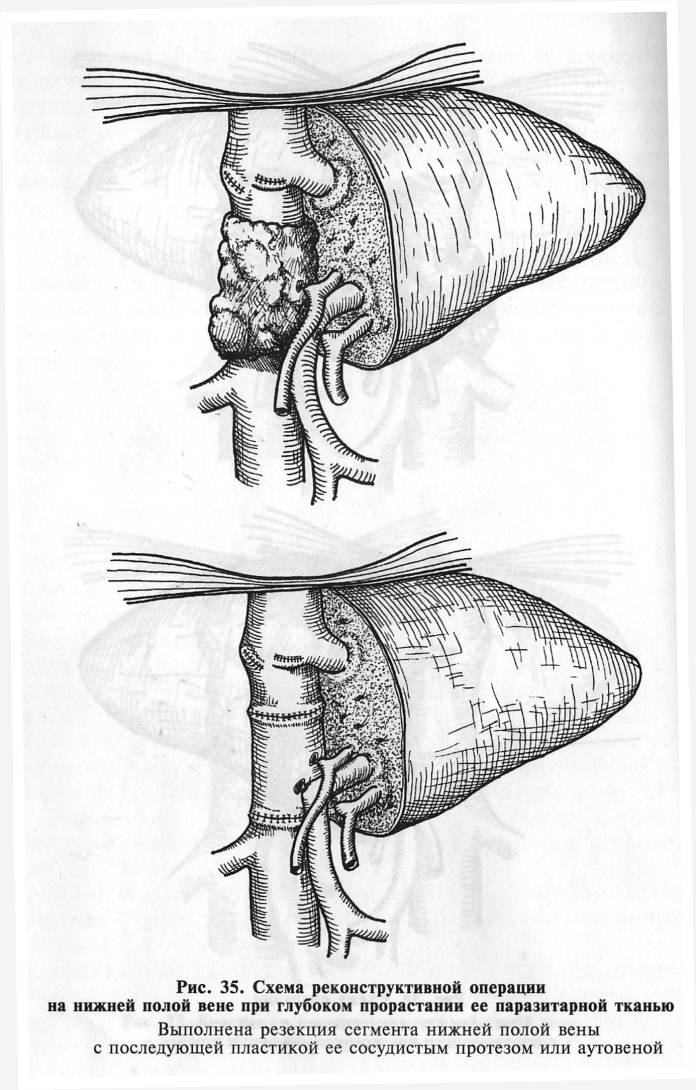 Рис. 35. Схема реконструктивной операции
на нижней полой вене при глубоком прорастании ее паразитарной тканью
Выполнена резекция сегмента нижней полой вены
с последующей пластикой ее сосудистым протезом или аутовеной